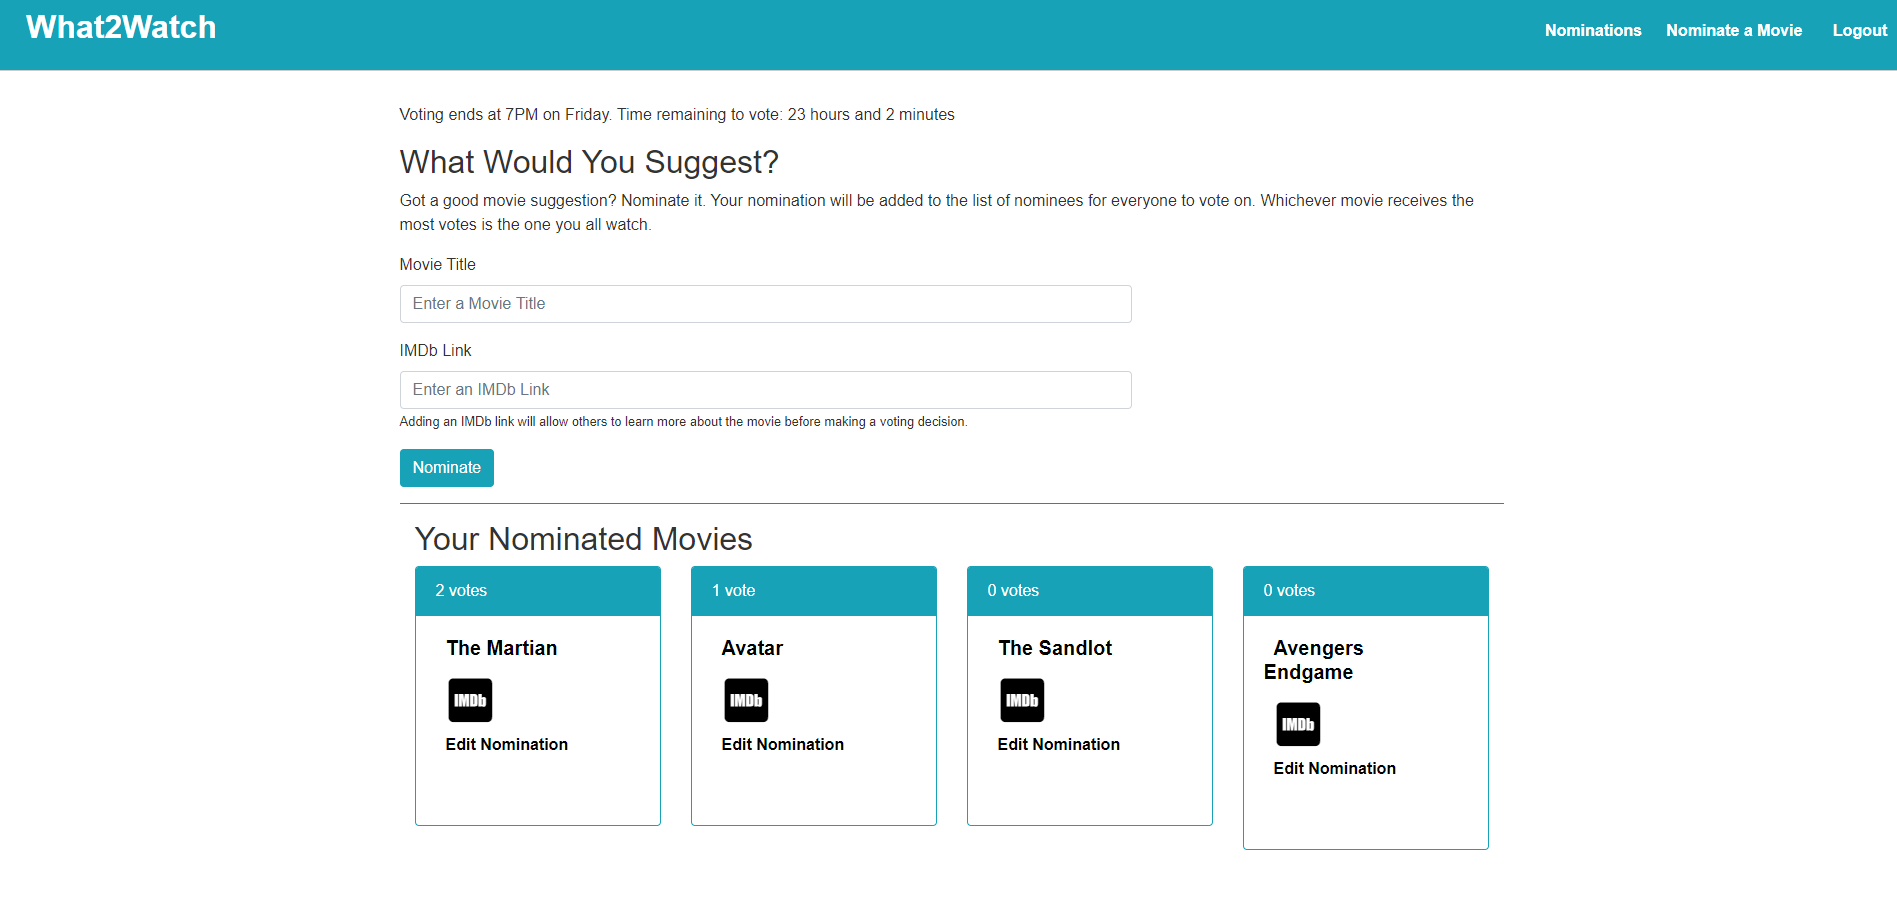 What2Watch
Nominations Nominate a Movie Logout
Voting ends at 7PM on Friday. Time remaining to vote: 23 hours and 2 minutes
What Would You Suggest?
Got a good movie suggestion? Nominate it. Your nomination will be added to the list of nominees for everyone to vote on. Whichever movie receives the
most votes is the one you all watch.
Movie Title
Enter a Movie Title
IMDb Link
Enter an IMDb Link
Adding an IMDb link will allow others to learn more about the movie before making a voting decision.
Nominate
Your Nominated Movies
2 votes
The Martian
IMDb
Edit Nomination
1 vote
Avatar
IMDb
Edit Nomination
0 votes
The Sandlot
IMDb
Edit Nomination
0 votes
Avengers
Endgame
IMDb
Edit Nomination